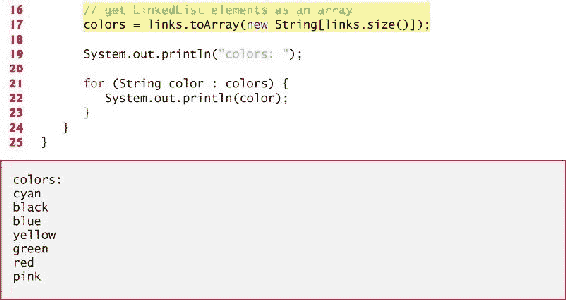 16 // get LinkedList elements as an array
17 colors = links.toArray(new String[links.size()]);
18
19 System.out.println("colors: ");
20
21 for (String color : colors) {
22 System.out.println(color);
23 }
24 }
25 }
colors:
cyan
black
blue
yellow
green
red
pink